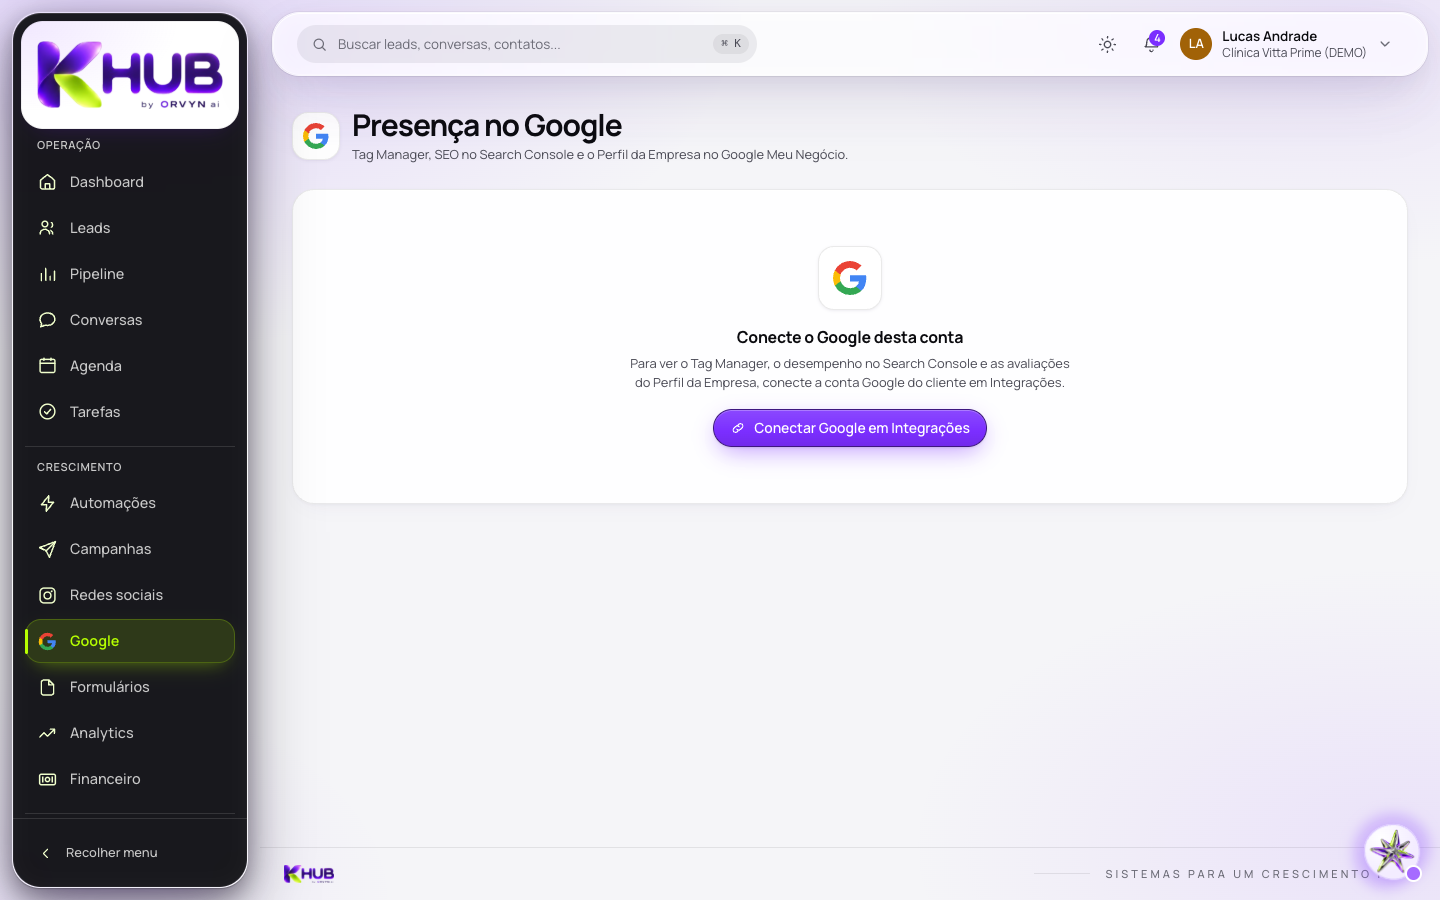 KHUB
by ORVYN ai
OPERAÇÃO
Dashboard
Leads
Pipeline
Conversas
Agenda
Tarefas
CRESCIMENTO
Automações
Campanhas
Redes sociais
Google
Formulários
Analytics
Financeiro
Recolher menu
Buscar leads, conversas, contatos...
⌘ K
4
LA
Lucas Andrade
Clínica Vitta Prime (DEMO)
Presença no Google
Tag Manager, SEO no Search Console e o Perfil da Empresa no Google Meu Negócio.
Conecte o Google desta conta
Para ver o Tag Manager, o desempenho no Search Console e as avaliações
do Perfil da Empresa, conecte a conta Google do cliente em Integrações.
Conectar Google em Integrações
KHUB
SISTEMAS PARA UM CRESCIMENTO